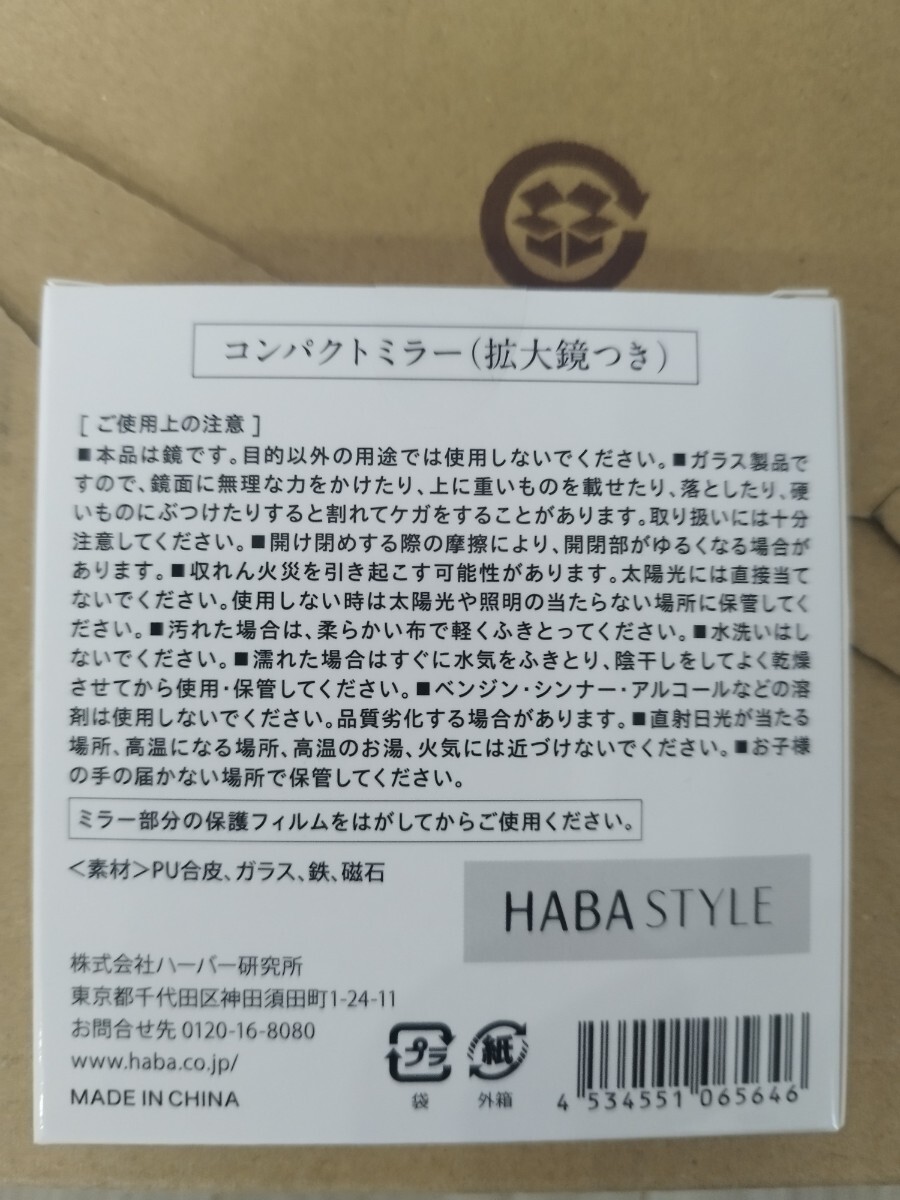 コンパクトミラー(拡大鏡つき)
[ ご使用上の注意 ]
■本品は鏡です。目的以外の用途では使用しないでください。■ガラス製品で
すので、鏡面に無理な力をかけたり、上に重いものを載せたり、落としたり、硬
いものにぶつけたりすると割れてケガをすることがあります。取り扱いには十分
注意してください。■開け閉めする際の摩擦により、開閉部がゆるくなる場合が
あります。■収れん火災を引き起こす可能性があります。太陽光には直接当て
ないでください。使用しない時は太陽光や照明の当たらない場所に保管してく
ださい。■汚れた場合は、柔らかい布で軽くふきとってください。■水洗いはし
ないでください。■濡れた場合はすぐに水気をふきとり、陰干しをしてよく乾燥
させてから使用・保管してください。■ベンジン・シンナー・アルコールなどの溶
剤は使用しないでください。品質劣化する場合があります。■直射日光が当たる
場所、高温になる場所、高温のお湯、火気には近づけないでください。■お子様
の手の届かない場所で保管してください。
ミラー部分の保護フィルムをはがしてからご使用ください。
<素材>PU合皮、ガラス、鉄、磁石
HABA STYLE
株式会社ハーバー研究所
東京都千代田区神田須田町1-24-11
お問合せ先 0120-16-8080
www.haba.co.jp/
MADE IN CHINA
プラ
袋
紙
外箱
4 534551 065646